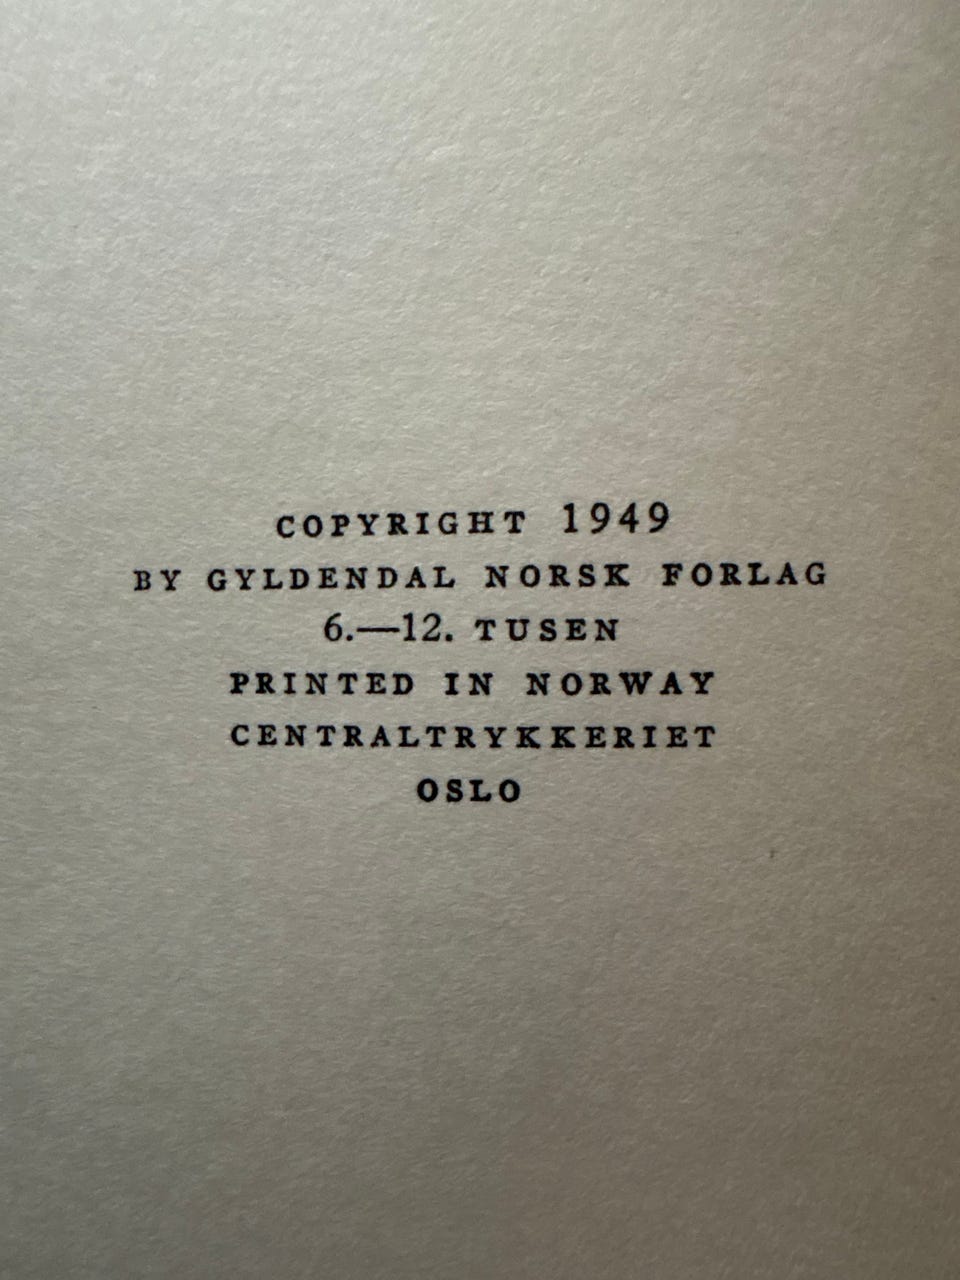 COPYRIGHT 1949
BY GYLDENDAL NORSK FORLAG
6.—12. TUSEN
PRINTED IN NORWAY
CENTRALTRYKKERIET
OSLO